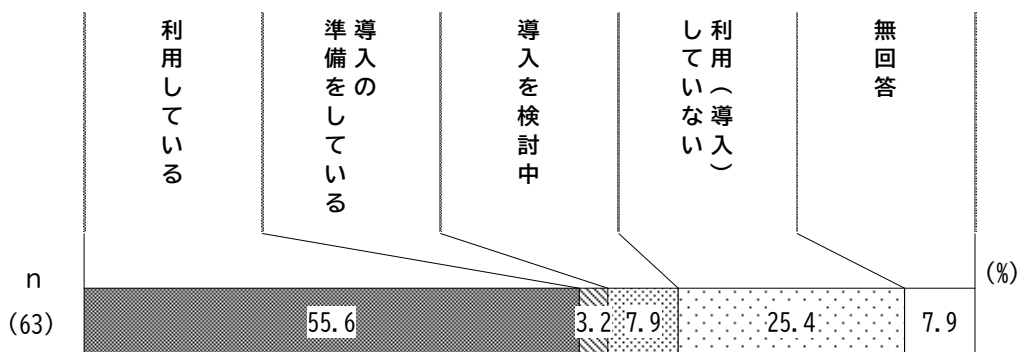 利用している
導入の
準備をしている
導入を検討中
利用（導入）
していない
無回答
(%)
n
(63)
55.6
3.2
7.9
25.4
7.9